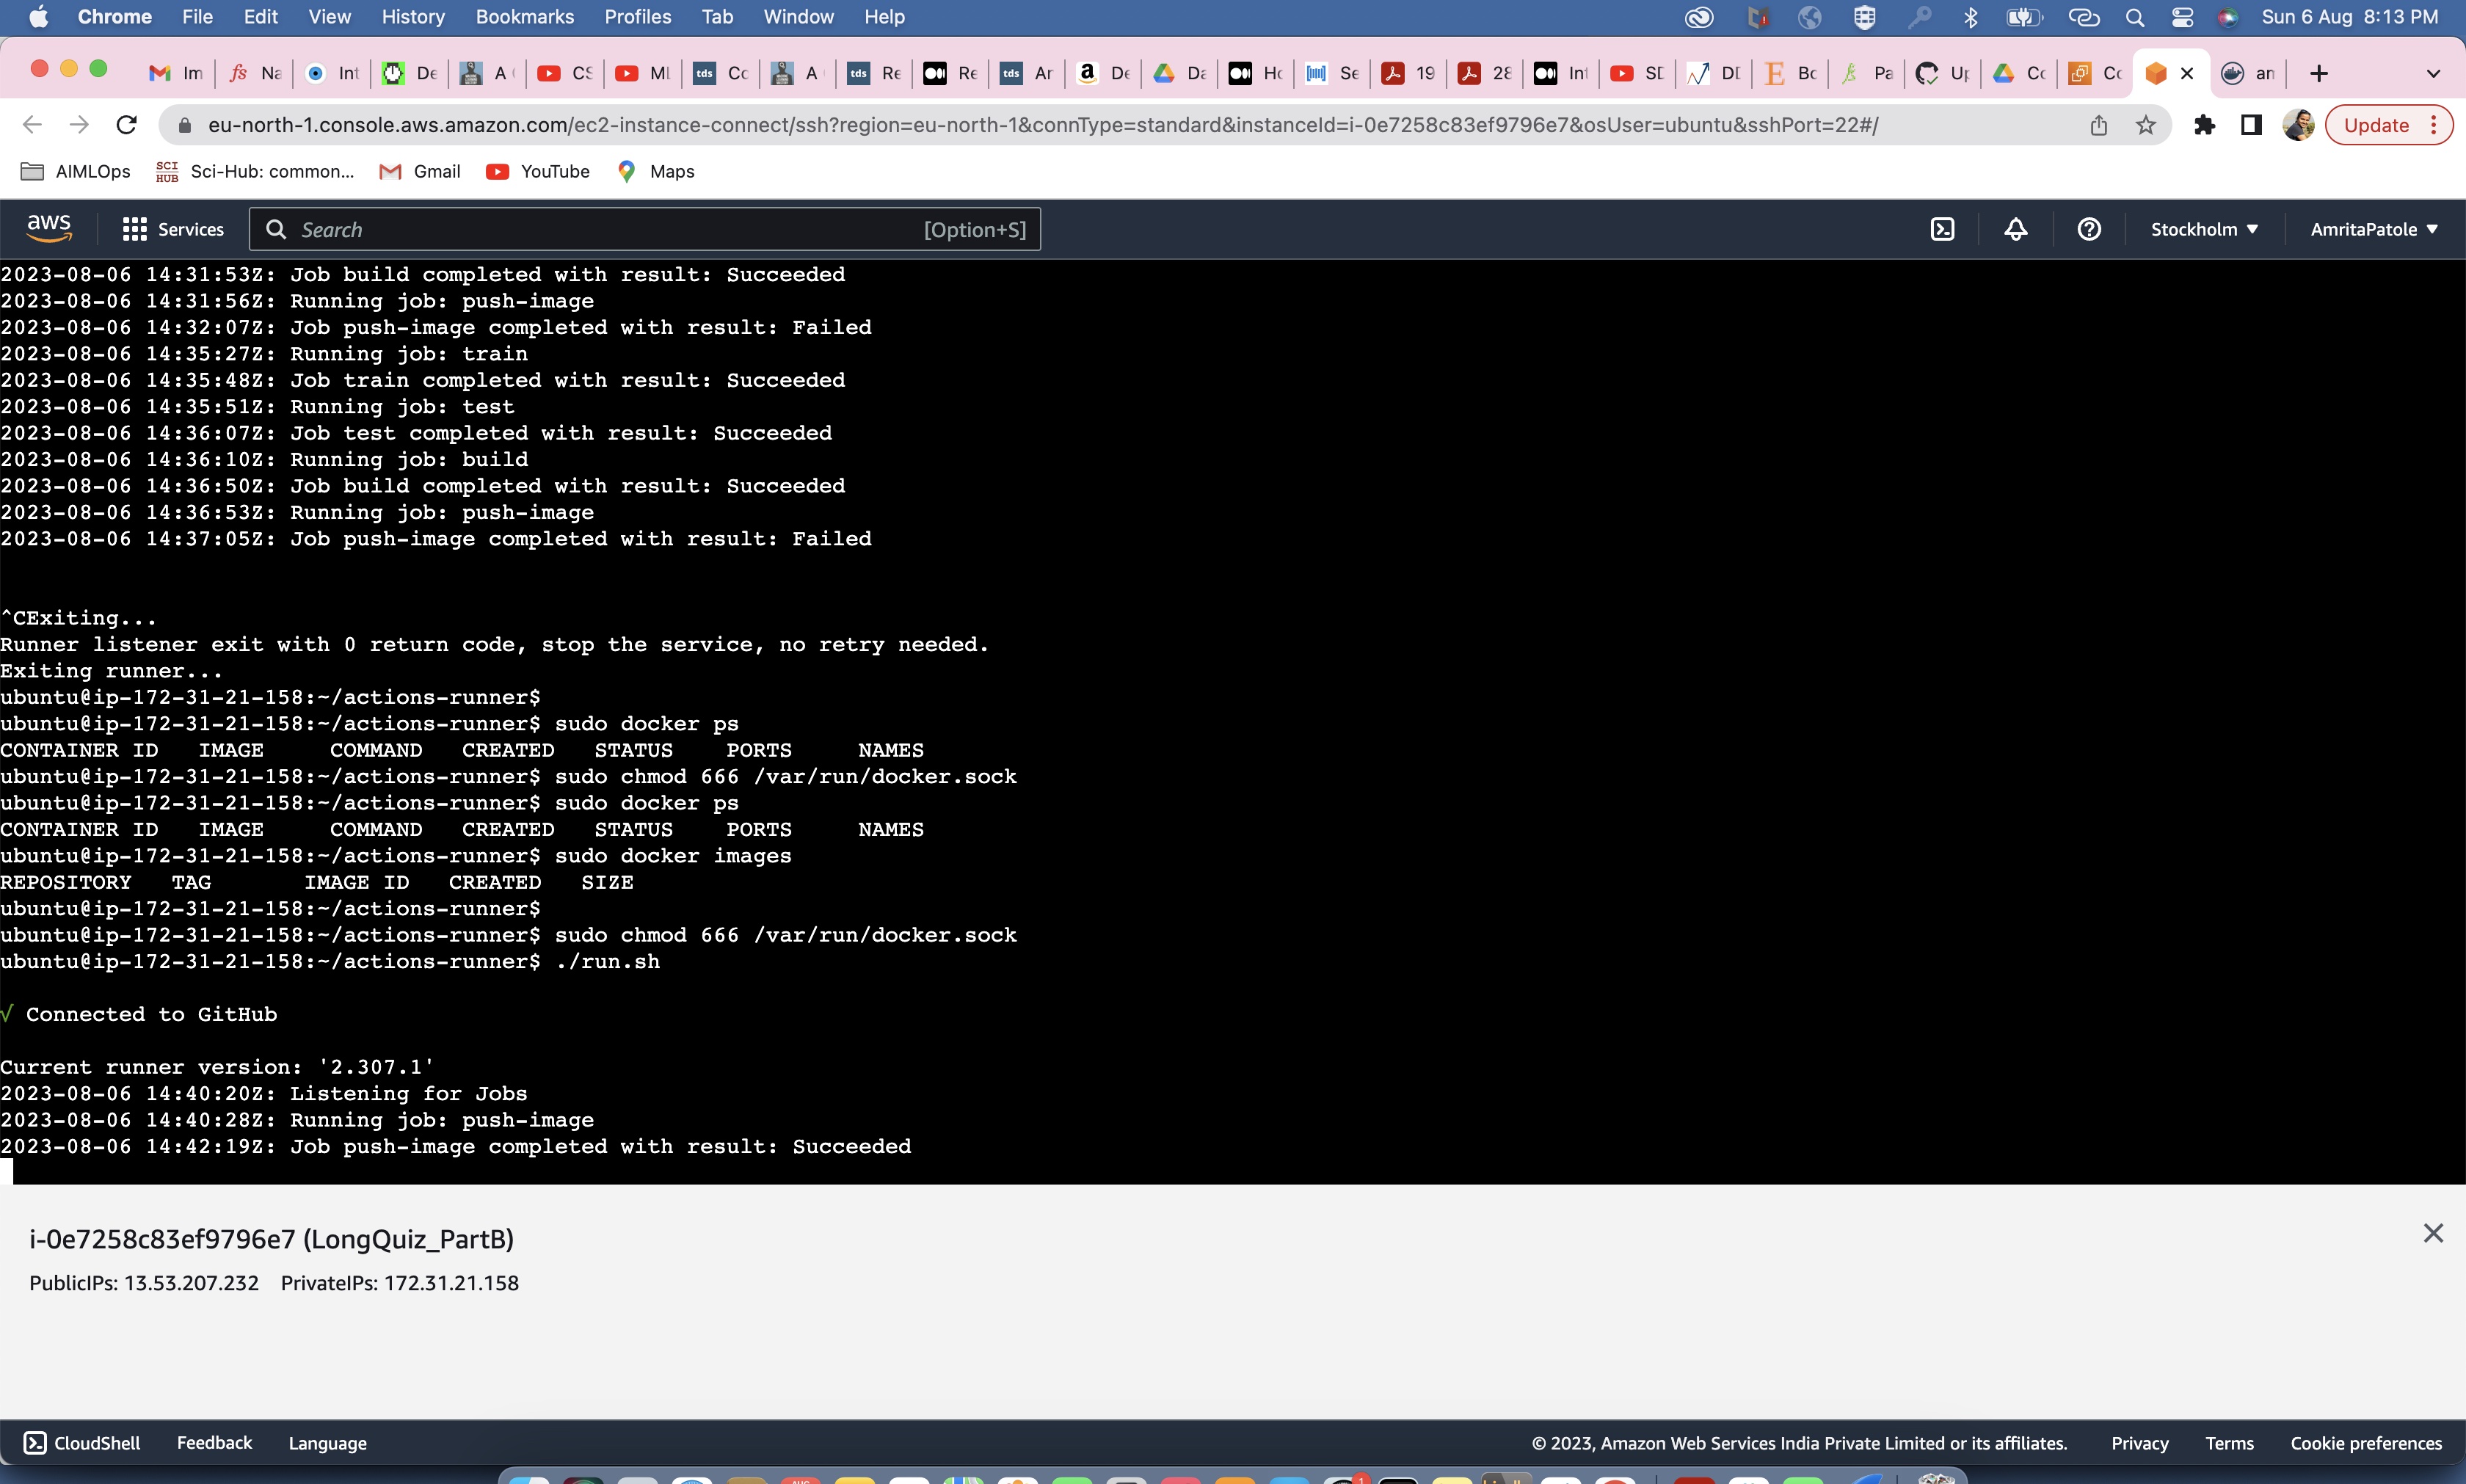 Chrome File Edit View History Bookmarks Profiles Tab Window Help Sun 6 Aug 8:13 PM
Im Na Int De A CS ML tds Co A tds Re Re tds Ar De Da Ho Se 19 28 Int SD DD Bo Pa Up Co Co an
eu-north-1.console.aws.amazon.com/ec2-instance-connect/ssh?region=eu-north-1&connType=standard&instanceId=i-0e7258c83ef9796e7&osUser=ubuntu&sshPort=22#/ Update
AIMLOps SCI HUB Sci-Hub: common... Gmail YouTube Maps
aws Services Search [Option+S] Stockholm ▼ AmritaPatole ▼
2023-08-06 14:31:53Z: Job build completed with result: Succeeded
2023-08-06 14:31:56Z: Running job: push-image
2023-08-06 14:32:07Z: Job push-image completed with result: Failed
2023-08-06 14:35:27Z: Running job: train
2023-08-06 14:35:48Z: Job train completed with result: Succeeded
2023-08-06 14:35:51Z: Running job: test
2023-08-06 14:36:07Z: Job test completed with result: Succeeded
2023-08-06 14:36:10Z: Running job: build
2023-08-06 14:36:50Z: Job build completed with result: Succeeded
2023-08-06 14:36:53Z: Running job: push-image
2023-08-06 14:37:05Z: Job push-image completed with result: Failed
^CExiting...
Runner listener exit with 0 return code, stop the service, no retry needed.
Exiting runner...
ubuntu@ip-172-31-21-158:~/actions-runner$
ubuntu@ip-172-31-21-158:~/actions-runner$ sudo docker ps
CONTAINER ID IMAGE COMMAND CREATED STATUS PORTS NAMES
ubuntu@ip-172-31-21-158:~/actions-runner$ sudo chmod 666 /var/run/docker.sock
ubuntu@ip-172-31-21-158:~/actions-runner$ sudo docker ps
CONTAINER ID IMAGE COMMAND CREATED STATUS PORTS NAMES
ubuntu@ip-172-31-21-158:~/actions-runner$ sudo docker images
REPOSITORY TAG IMAGE ID CREATED SIZE
ubuntu@ip-172-31-21-158:~/actions-runner$
ubuntu@ip-172-31-21-158:~/actions-runner$ sudo chmod 666 /var/run/docker.sock
ubuntu@ip-172-31-21-158:~/actions-runner$ ./run.sh
√ Connected to GitHub
Current runner version: '2.307.1'
2023-08-06 14:40:20Z: Listening for Jobs
2023-08-06 14:40:28Z: Running job: push-image
2023-08-06 14:42:19Z: Job push-image completed with result: Succeeded
i-0e7258c83ef9796e7 (LongQuiz_PartB)
PublicIPs: 13.53.207.232 PrivateIPs: 172.31.21.158
CloudShell Feedback Language © 2023, Amazon Web Services India Private Limited or its affiliates. Privacy Terms Cookie preferences